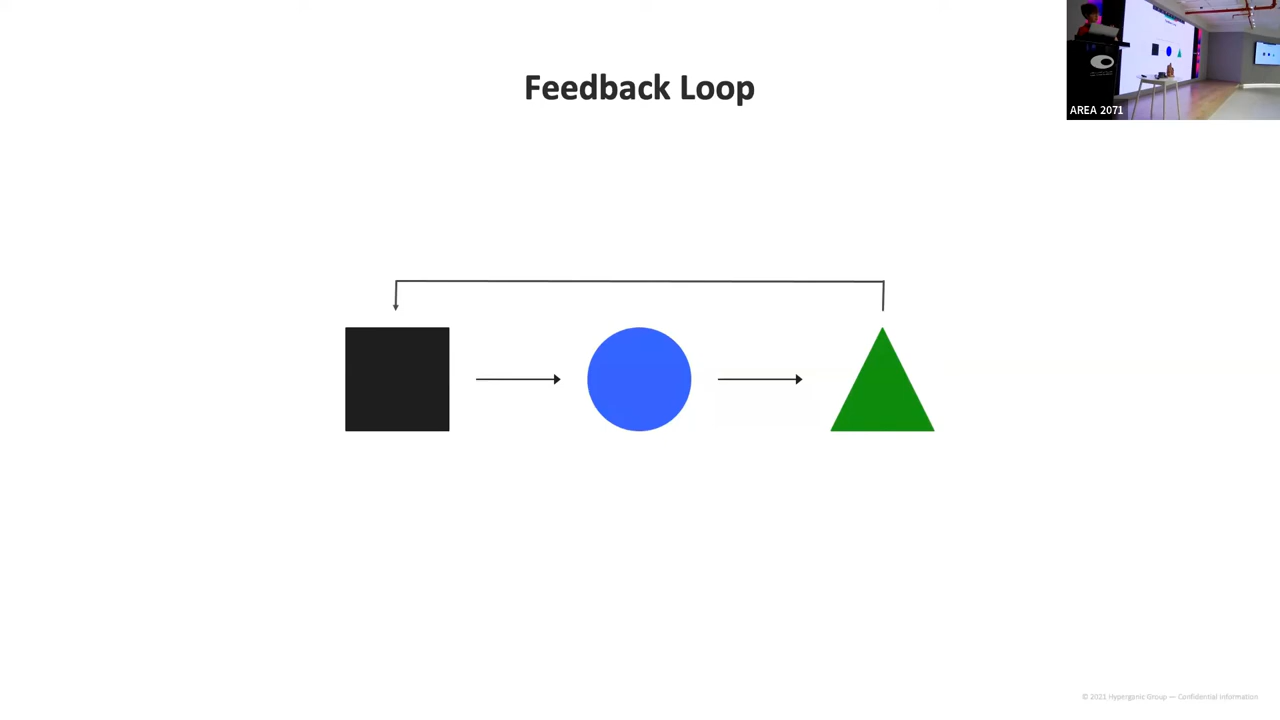 Feedback Loop
AREA 2071
© 2021 Hyperganic Group — Confidential Information